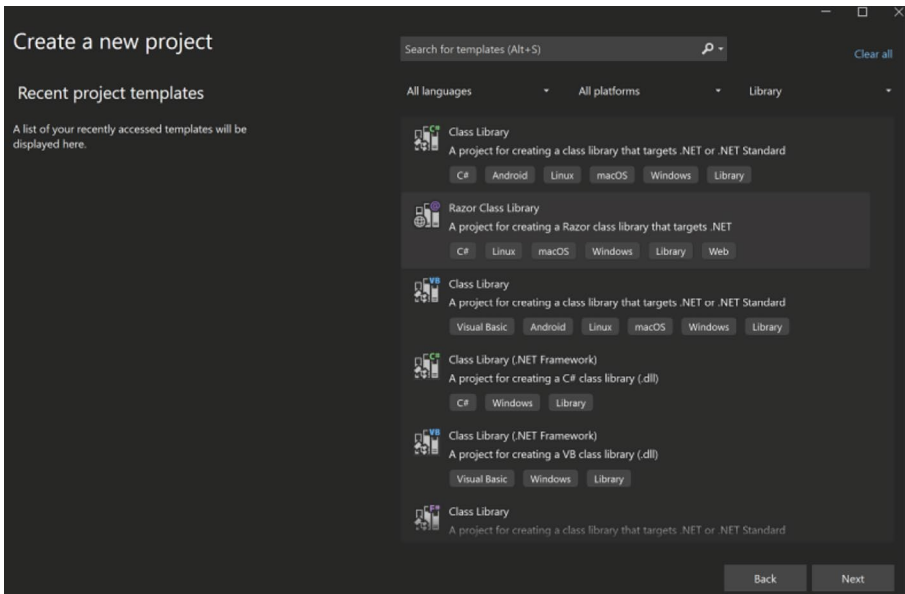 Create a new project
Search for templates (Alt+S)
Clear all
Recent project templates
All languages
All platforms
Library
A list of your recently accessed templates will be
displayed here.
Class Library
A project for creating a class library that targets .NET or .NET Standard
C# Android Linux macOS Windows Library
Razor Class Library
A project for creating a Razor class library that targets .NET
C# Linux macOS Windows Library Web
Class Library
A project for creating a class library that targets .NET or .NET Standard
Visual Basic Android Linux macOS Windows Library
Class Library (.NET Framework)
A project for creating a C# class library (.dll)
C# Windows Library
Class Library (.NET Framework)
A project for creating a VB class library (.dll)
Visual Basic Windows Library
Class Library
A project for creating a class library that targets .NET or .NET Standard
Back
Next